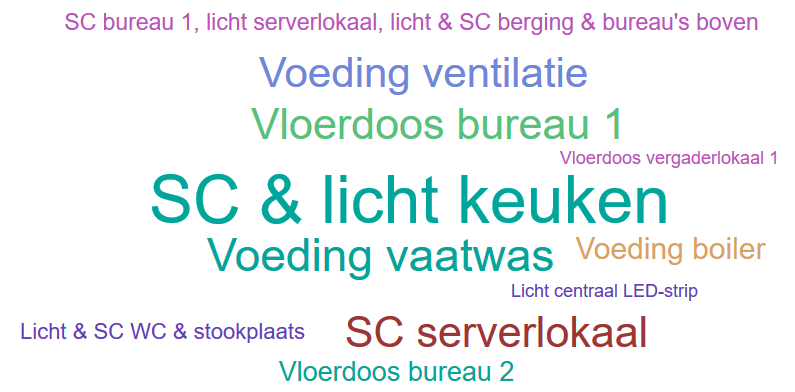 SC bureau 1, licht serverlokaal, licht & SC berging & bureau's boven
Voeding ventilatie
Vloerdoos bureau 1
Vloerdoos vergaderlokaal 1
SC & licht keuken
Voeding vaatwas
Voeding boiler
Licht centraal LED-strip
Licht & SC WC & stookplaats
SC serverlokaal
Vloerdoos bureau 2